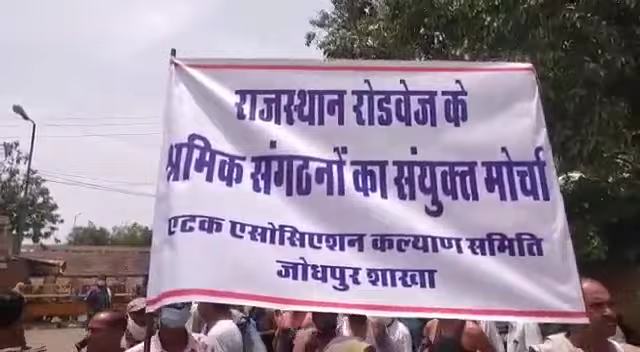 राजस्थान रोडवेज के
श्रमिक संगठनों का संयुक्त मोर्चा
एटक एसोसिएशन कल्याण समिति
जोधपुर शाखा